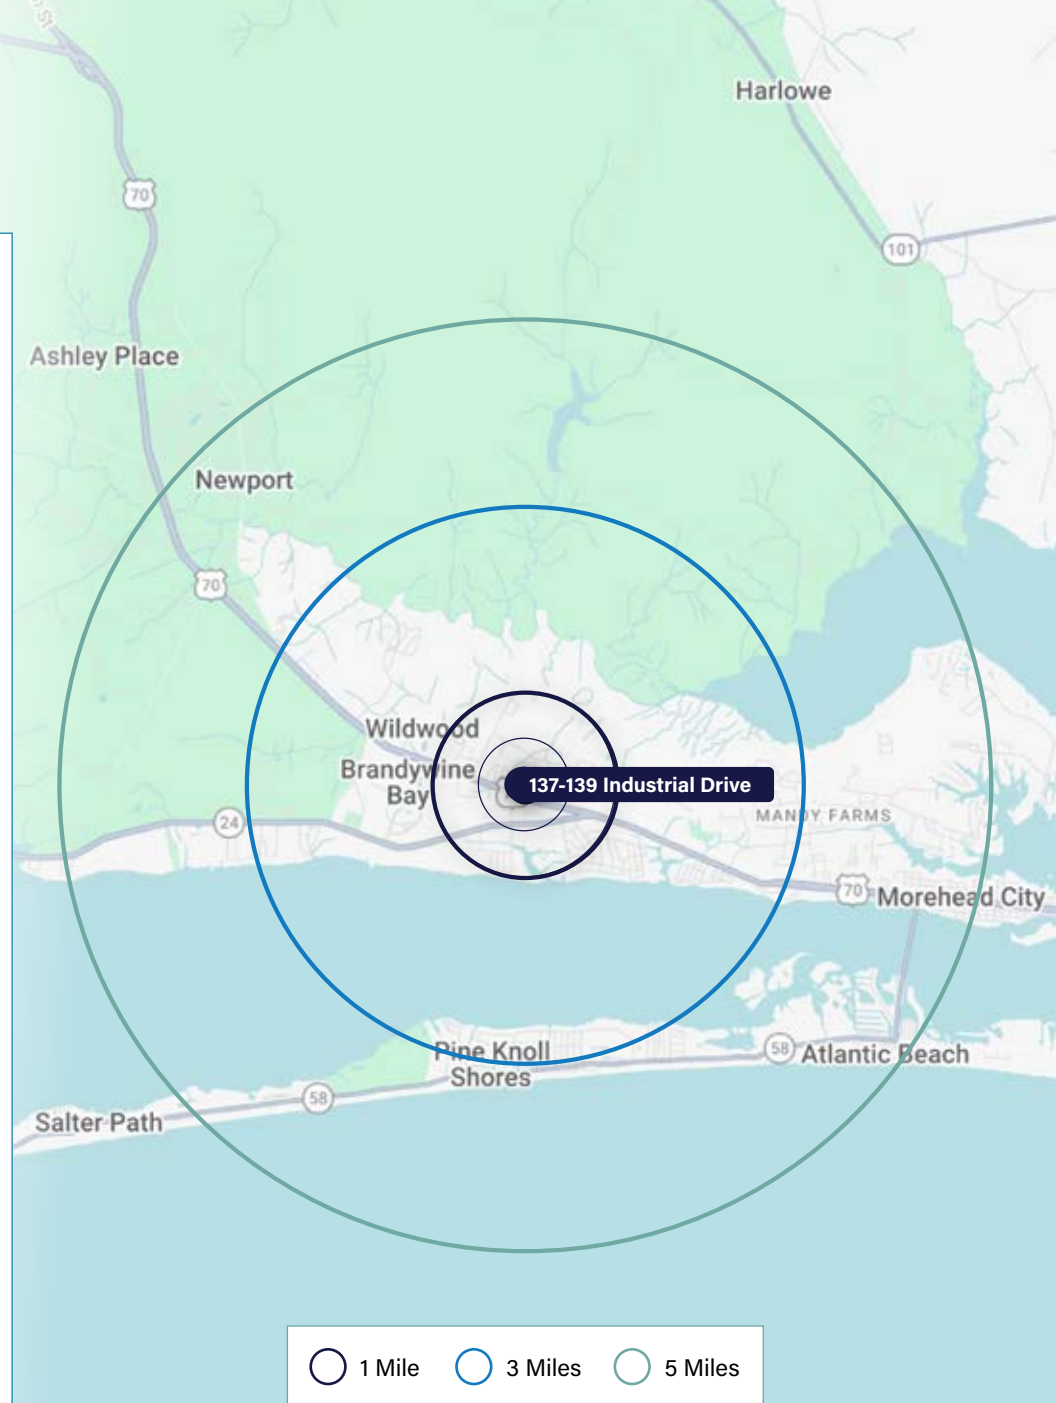 St
Harlowe
70
101
Ashley Place
Newport
70
Wildwood
Brandywine
Bay
137-139 Industrial Drive
MANDY FARMS
24
70
Morehead City
Pine Knoll
Shores
58
Atlantic Beach
58
Salter Path
1 Mile
3 Miles
5 Miles